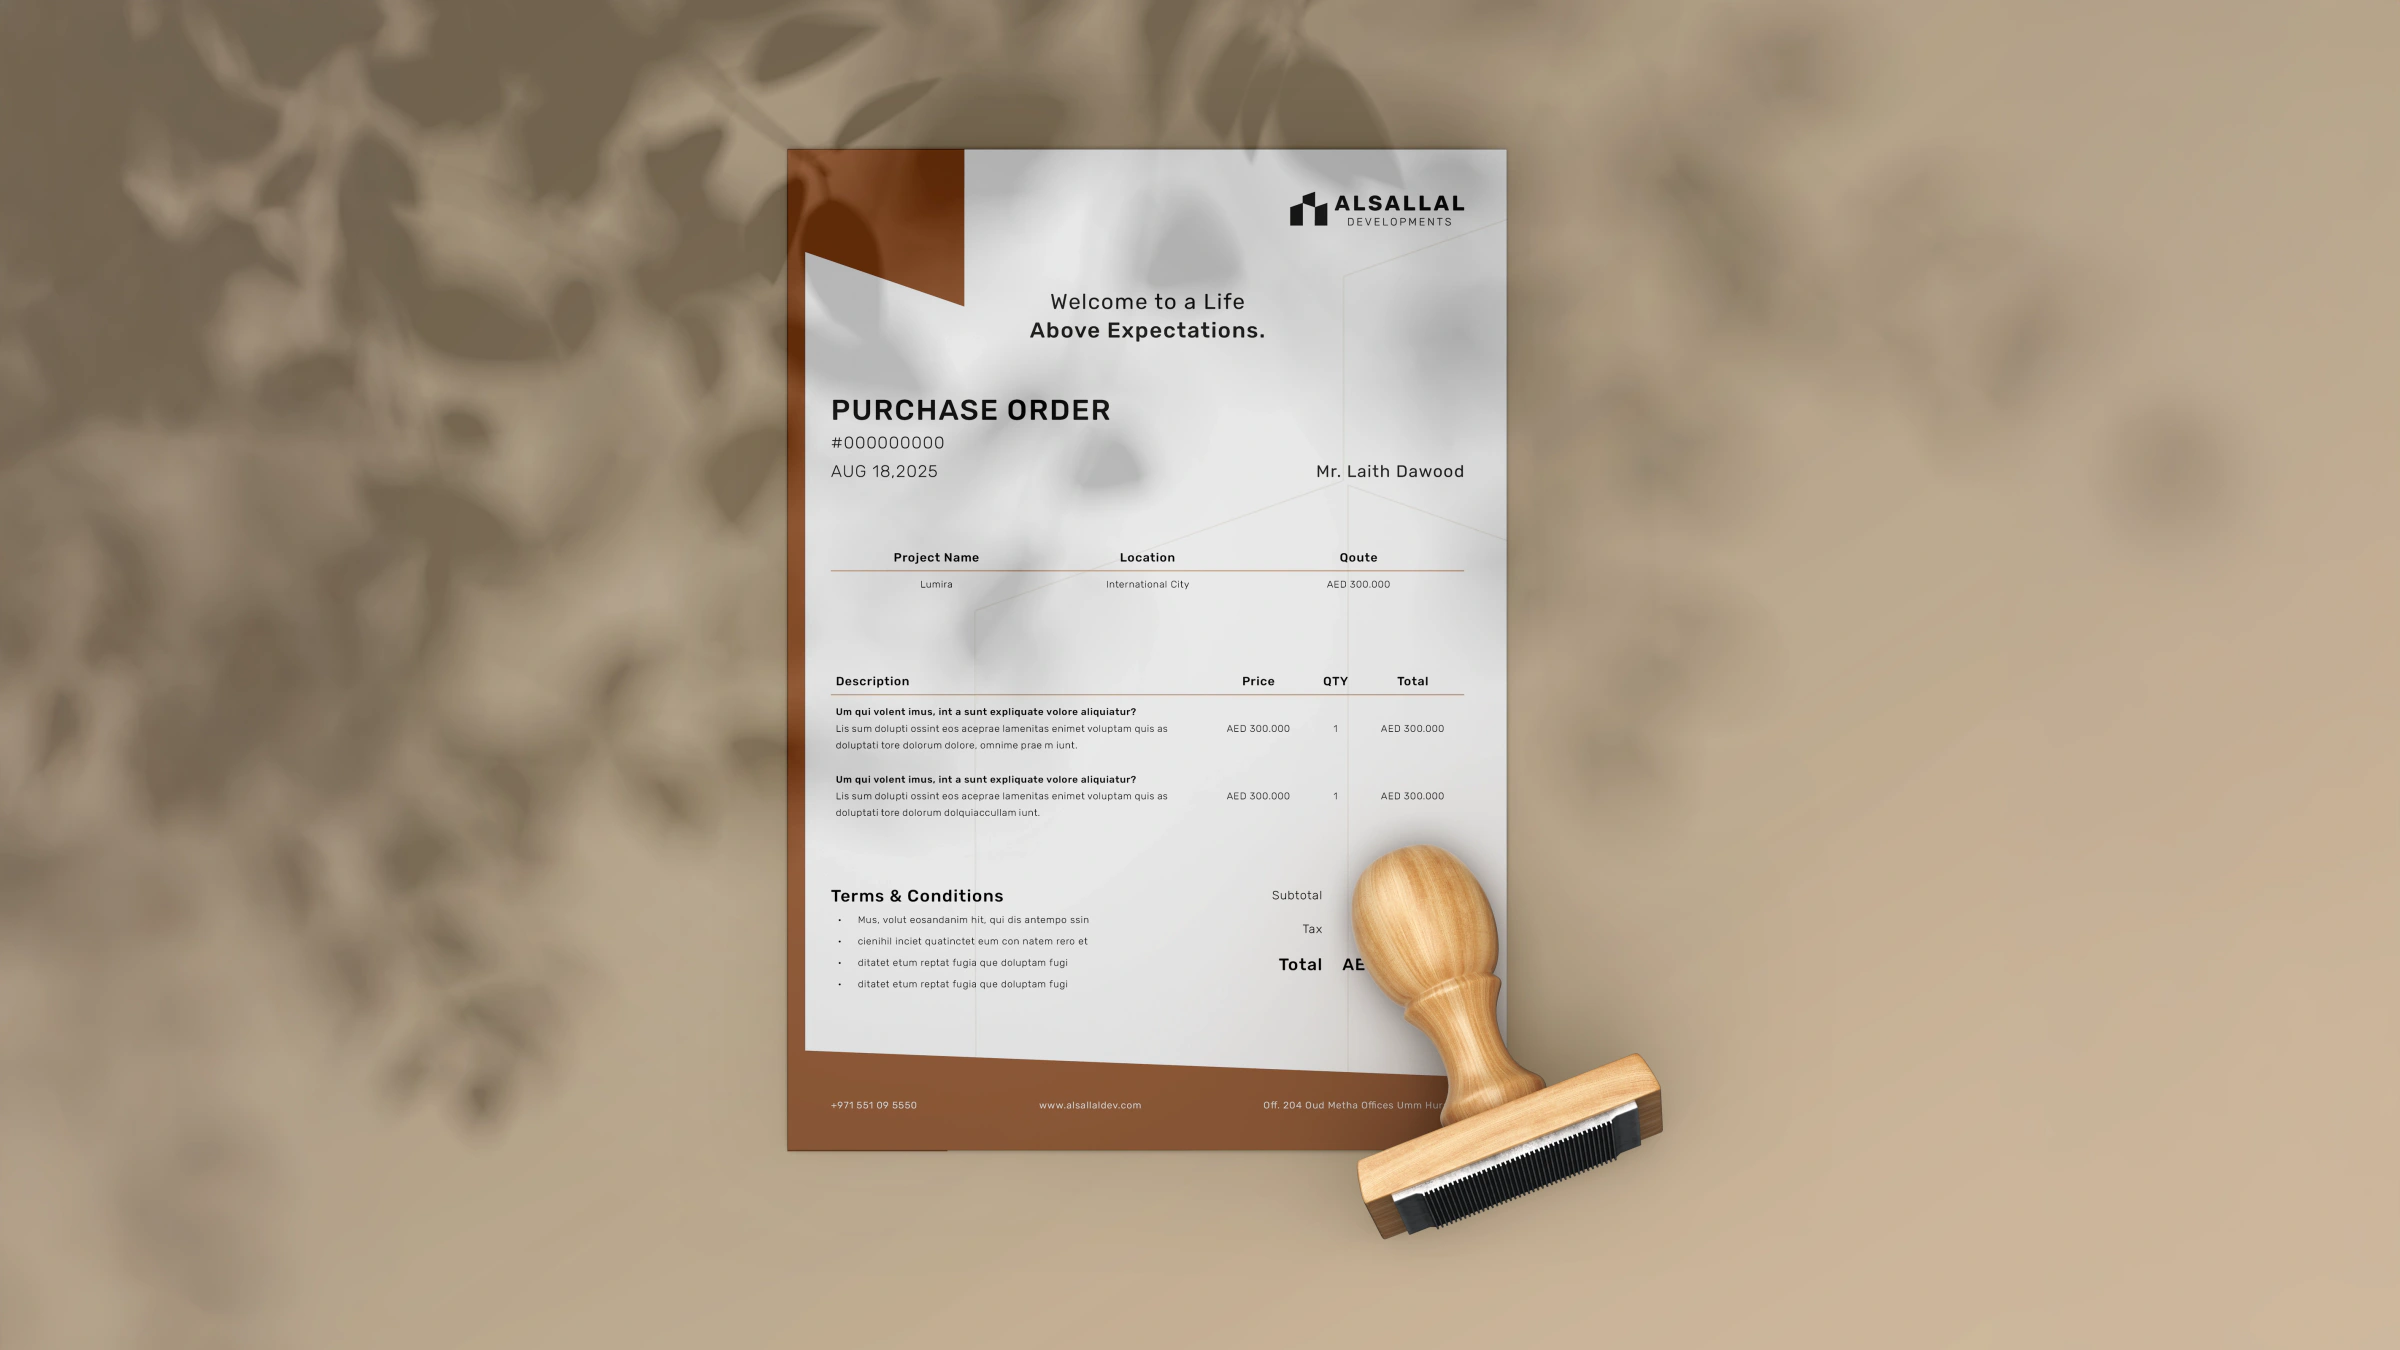 ALSALLAL
DEVELOPMENTS
Welcome to a Life
Above Expectations.
PURCHASE ORDER
#000000000
AUG 18,2025
Mr. Laith Dawood
Project Name Location Qoute
Lumira International City AED 300.000
Description Price QTY Total
Um qui volent imus, int a sunt expliquate volore aliquiatur?
Lis sum dolupti ossint eos aceprae lamenitas enimet voluptam quis as AED 300.000 1 AED 300.000
doluptati tore dolorum dolore, omnime prae m iunt.
Um qui volent imus, int a sunt expliquate volore aliquiatur?
Lis sum dolupti ossint eos aceprae lamenitas enimet voluptam quis as AED 300.000 1 AED 300.000
doluptati tore dolorum dolquiaccullam iunt.
Terms & Conditions
• Mus, volut eosandanim hit, qui dis antempo ssin
• cienihil inciet quatinctet eum con natem rero et
• ditatet etum reptat fugia que doluptam fugi
• ditatet etum reptat fugia que doluptam fugi
Subtotal
Tax
Total
+971 551 09 5550 www.alsallaldev.com Off. 204 Oud Metha Offices Umm